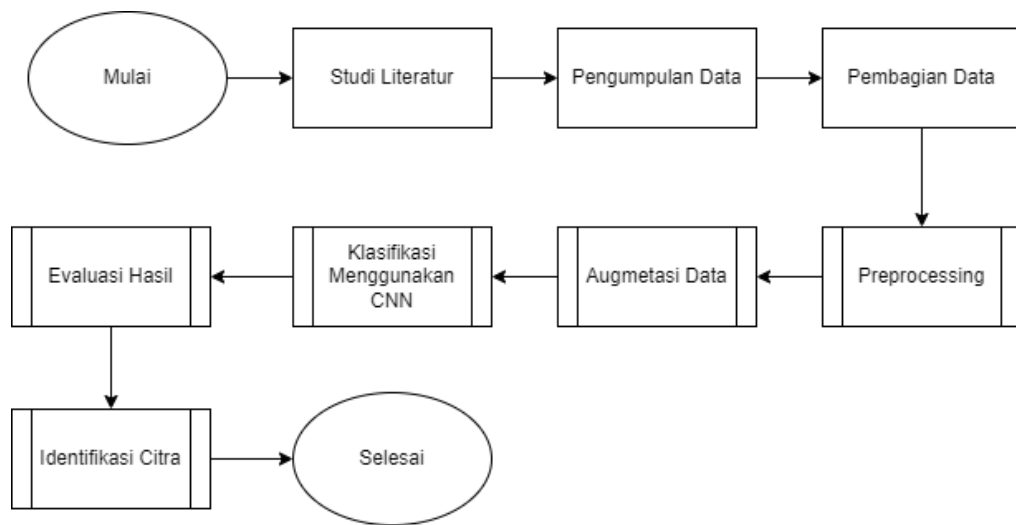 Mulai
Studi Literatur
Pengumpulan Data
Pembagian Data
Preprocessing
Augmetasi Data
Klasifikasi
Menggunakan
CNN
Evaluasi Hasil
Identifikasi Citra
Selesai